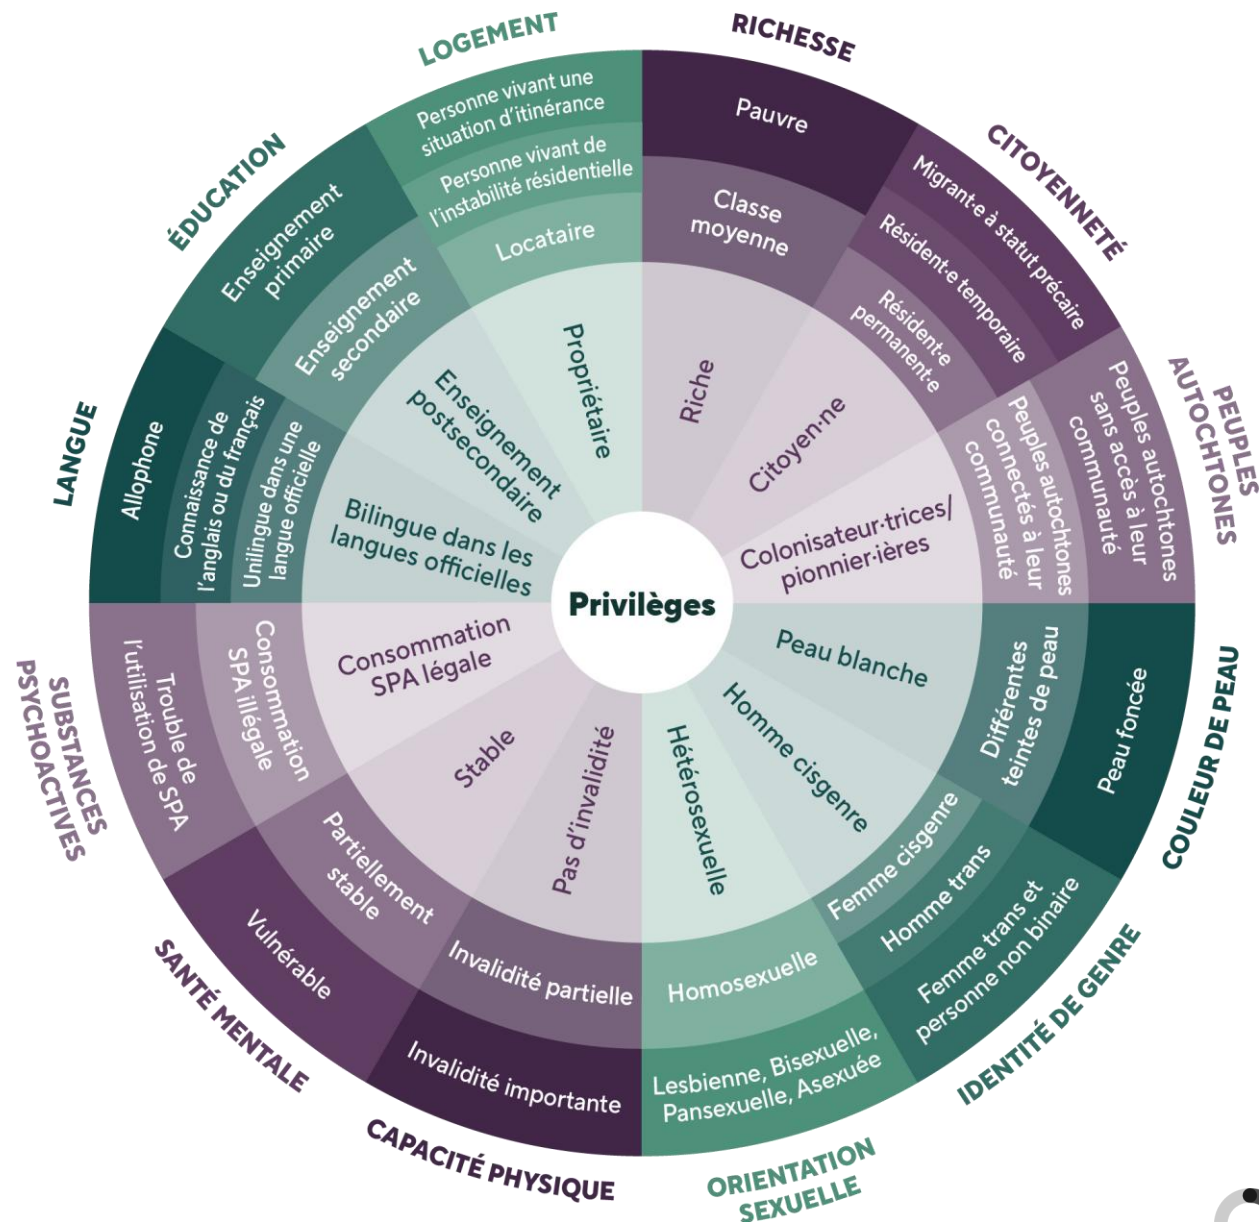 Privilèges
RICHESSE
Pauvre
Classe
moyenne
Riche
CITOYENNETÉ
Migrant·e à statut précaire
Résident·e temporaire
Résident·e
permanent·e
Citoyen·ne
PEUPLES
AUTOCHTONES
Peuples autochtones
sans accès à leur
communauté
Peuples autochtones
connectés à leur
communauté
Colonisateur·trices/
pionnier·ières
COULEUR DE PEAU
Peau foncée
Différentes
teintes de peau
Peau blanche
IDENTITÉ DE GENRE
Femme trans et
personne non binaire
Homme trans
Femme cisgenre
Homme cisgenre
ORIENTATION
SEXUELLE
Lesbienne, Bisexuelle,
Pansexuelle, Asexuée
Homosexuelle
Hétérosexuelle
CAPACITÉ PHYSIQUE
Invalidité importante
Invalidité partielle
Pas d'invalidité
SANTÉ MENTALE
Vulnérable
Partiellement
stable
Stable
SUBSTANCES
PSYCHOACTIVES
Trouble de
l'utilisation de SPA
Consommation
SPA illégale
Consommation
SPA légale
LANGUE
Allophone
Connaissance de
l'anglais ou du français
Unilingue dans une
langue officielle
Bilingue dans les
langues officielles
ÉDUCATION
Enseignement
primaire
Enseignement
secondaire
Enseignement
postsecondaire
LOGEMENT
Personne vivant une
situation d'itinérance
Personne vivant de
l'instabilité résidentielle
Locataire
Propriétaire